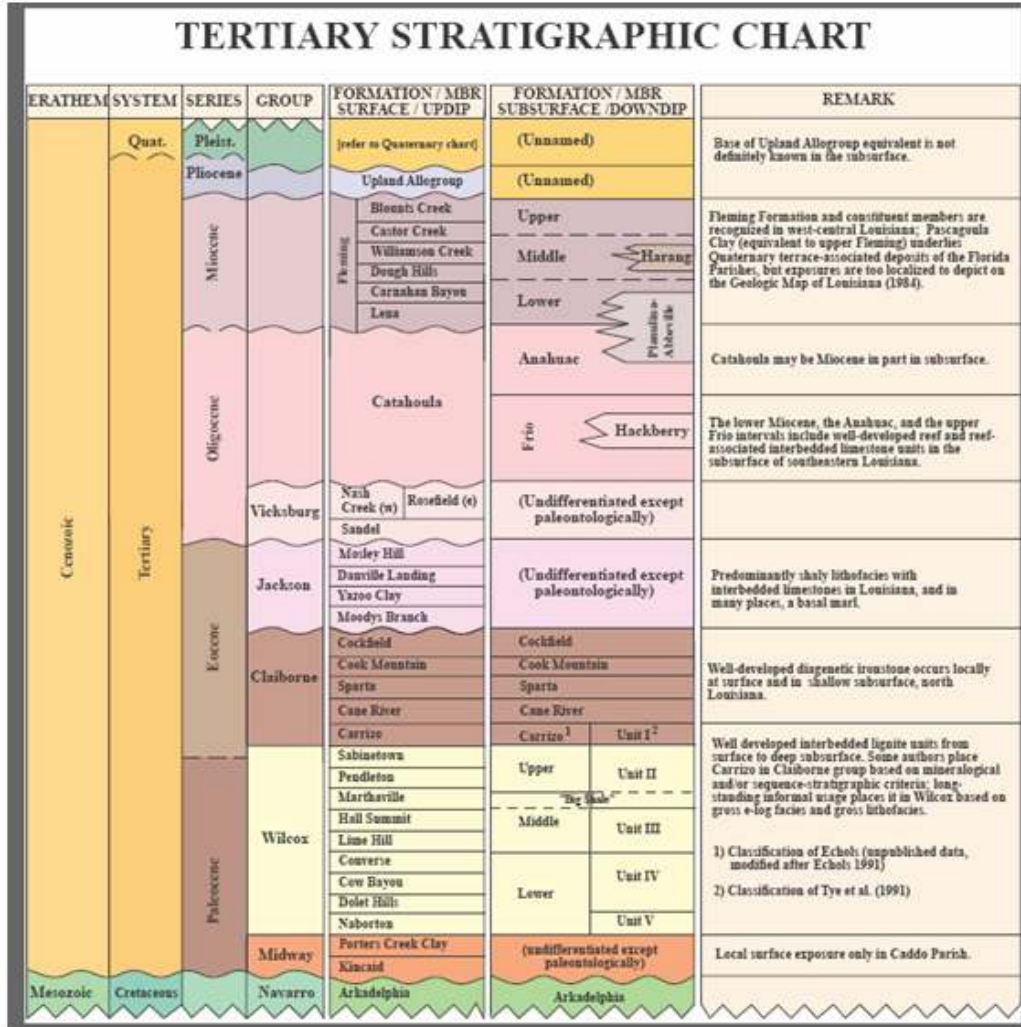 TERTIARY STRATIGRAPHIC CHART
ERATHEM
SYSTEM
SERIES
GROUP
FORMATION / MBR
SURFACE / UPDIP
FORMATION / MBR
SUBSURFACE /DOWNDIP
REMARK
Cenozoic
Mesozoic
Quat.
Tertiary
Cretaceous
Pleist.
Pliocene
Miocene
Oligocene
Eocene
Paleocene
Vicksburg
Jackson
Claiborne
Wilcox
Midway
Navarro
[refer to Quaternary chart]
Upland Allogroup
Fleming
Blounts Creek
Castor Creek
Williamson Creek
Dough Hills
Carnahan Bayou
Lena
Catahoula
Nash
Creek (w)
Rosefield (e)
Sandel
Mosley Hill
Danville Landing
Yazoo Clay
Moodys Branch
Cockfield
Cook Mountain
Sparta
Cane River
Carrizo
Sabinetown
Pendleton
Marthaville
Hall Summit
Lime Hill
Converse
Cow Bayou
Dolet Hills
Naborton
Porters Creek Clay
Kincaid
Arkadelphia
(Unnamed)
(Unnamed)
Upper
Middle
Harang
Lower
Planulina-
Abbeville
Anahuac
Frio
Hackberry
(Undifferentiated except
paleontologically)
(Undifferentiated except
paleontologically)
Cockfield
Cook Mountain
Sparta
Cane River
Carrizo 1
Unit I 2
Upper
Unit II
"Big Shale"
Middle
Unit III
Lower
Unit IV
Unit V
(undifferentiated except
paleontologically)
Arkadelphia
Base of Upland Allogroup equivalent is not
definitely known in the subsurface.
Fleming Formation and constituent members are
recognized in west-central Louisiana; Pascagoula
Clay (equivalent to upper Fleming) underlies
Quaternary terrace-associated deposits of the Florida
Parishes, but exposures are too localized to depict on
the Geologic Map of Louisiana (1984).
Catahoula may be Miocene in part in subsurface.
The lower Miocene, the Anahuac, and the upper
Frio intervals include well-developed reef and reef-
associated interbedded limestone units in the
subsurface of southeastern Louisiana.
Predominantly shaly lithofacies with
interbedded limestones in Louisiana, and in
many places, a basal marl.
Well-developed diagenetic ironstone occurs locally
at surface and in shallow subsurface, north
Louisiana.
Well developed interbedded lignite units from
surface to deep subsurface. Some authors place
Carrizo in Claiborne group based on mineralogical
and/or sequence-stratigraphic criteria; long-
standing informal usage places it in Wilcox based on
gross e-log facies and gross lithofacies.
1) Classification of Echols (unpublished data,
modified after Echols 1991)
2) Classification of Tye et al. (1991)
Local surface exposure only in Caddo Parish.